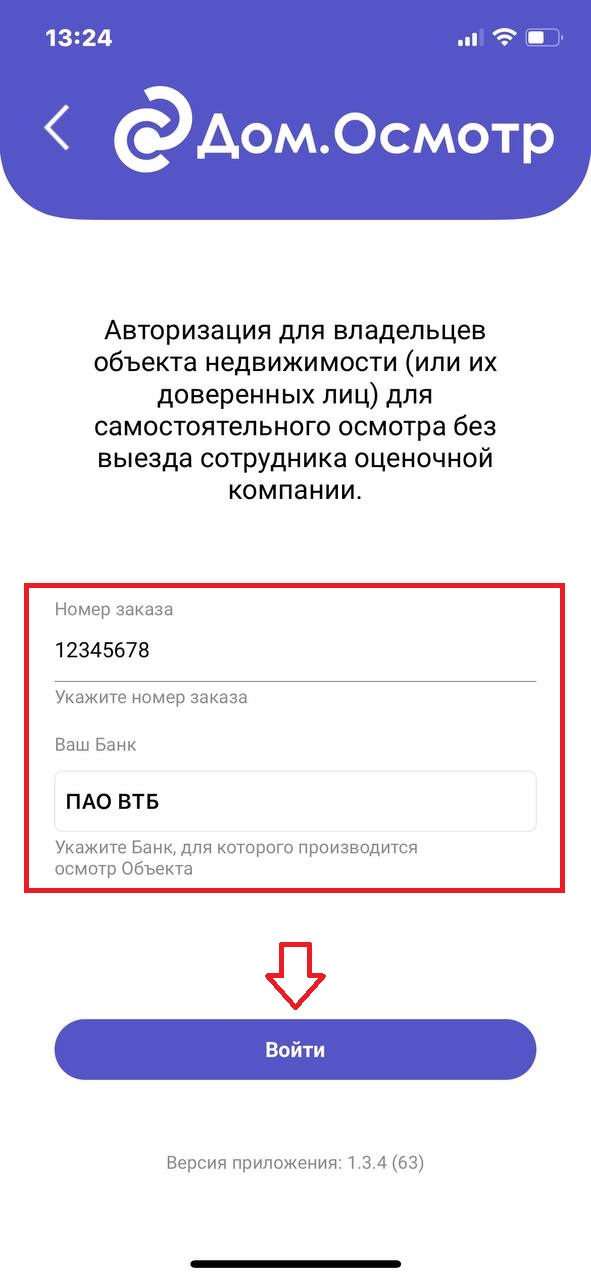 13:24
Дом.Осмотр
Авторизация для владельцев
объекта недвижимости (или их
доверенных лиц) для
самостоятельного осмотра без
выезда сотрудника оценочной
компании.
Номер заказа
12345678
Укажите номер заказа
Ваш Банк
ПАО ВТБ
Укажите Банк, для которого производится
осмотр Объекта
Войти
Версия приложения: 1.3.4 (63)